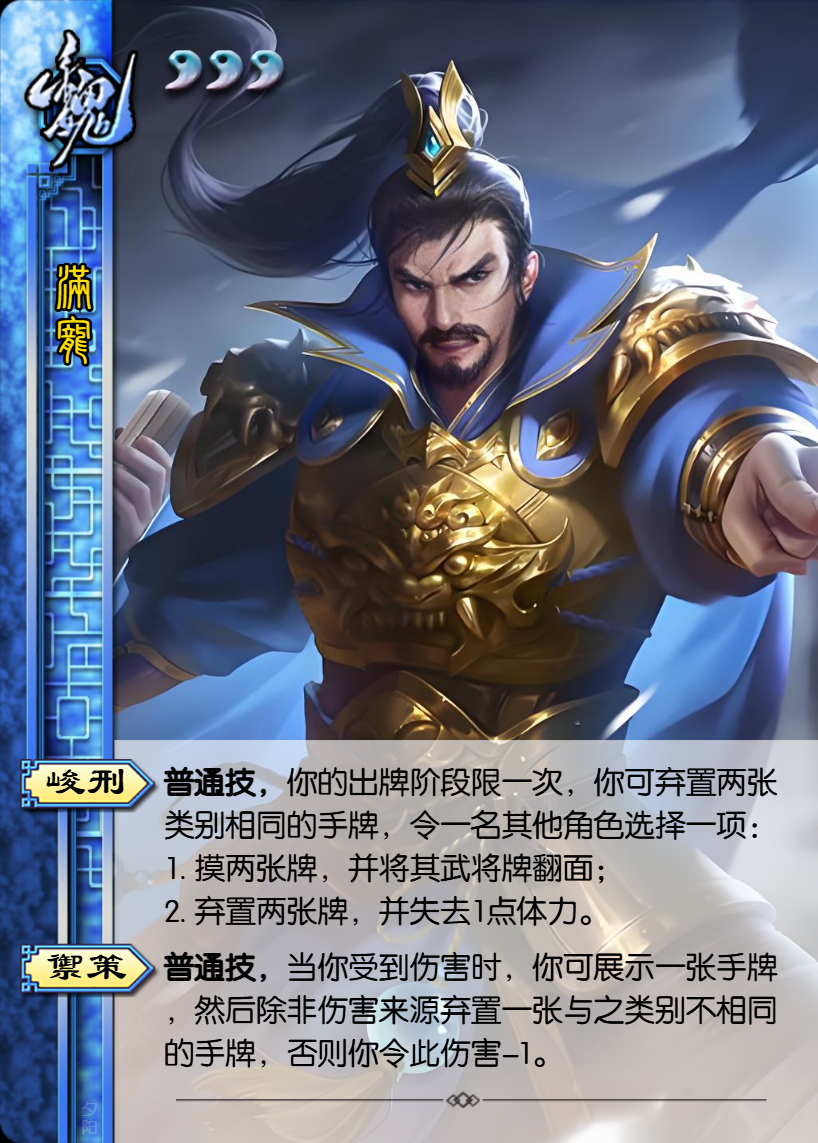 魏
滿寵
峻刑
普通技，你的出牌阶段限一次，你可弃置两张
类别相同的手牌，令一名其他角色选择一项：
1. 摸两张牌，并将其武将牌翻面；
2. 弃置两张牌，并失去1点体力。
禦策
普通技，当你受到伤害时，你可展示一张手牌
，然后除非伤害来源弃置一张与之类别不相同
的手牌，否则你令此伤害-1。
夕阳